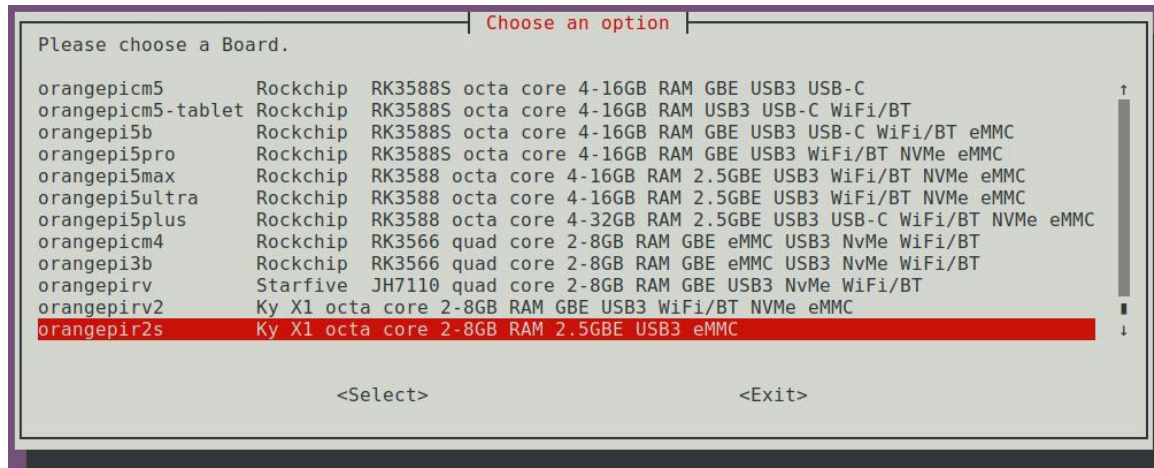 Choose an option
Please choose a Board.
orangepicm5 Rockchip RK3588S octa core 4-16GB RAM GBE USB3 USB-C
orangepicm5-tablet Rockchip RK3588S octa core 4-16GB RAM USB3 USB-C WiFi/BT
orangepi5b Rockchip RK3588S octa core 4-16GB RAM GBE USB3 USB-C WiFi/BT eMMC
orangepi5pro Rockchip RK3588S octa core 4-16GB RAM GBE USB3 WiFi/BT NVMe eMMC
orangepi5max Rockchip RK3588 octa core 4-16GB RAM 2.5GBE USB3 WiFi/BT NVMe eMMC
orangepi5ultra Rockchip RK3588 octa core 4-16GB RAM 2.5GBE USB3 WiFi/BT NVMe eMMC
orangepi5plus Rockchip RK3588 octa core 4-32GB RAM 2.5GBE USB3 USB-C WiFi/BT NVMe eMMC
orangepicm4 Rockchip RK3566 quad core 2-8GB RAM GBE eMMC USB3 NvMe WiFi/BT
orangepi3b Rockchip RK3566 quad core 2-8GB RAM GBE eMMC USB3 NvMe WiFi/BT
orangepirv Starfive JH7110 quad core 2-8GB RAM GBE USB3 NvMe WiFi/BT
orangepirv2 Ky X1 octa core 2-8GB RAM GBE USB3 WiFi/BT NVMe eMMC
orangepir2s Ky X1 octa core 2-8GB RAM 2.5GBE USB3 eMMC
<Select> <Exit>